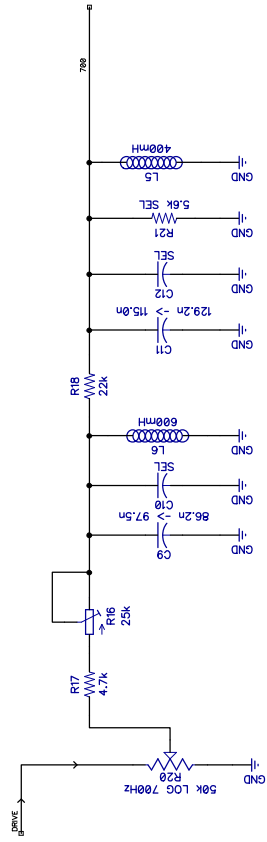 700
400mH
L5
GND
5.6k SEL
R21
GND
SEL
C12
GND
129.2n -> 115.0n
C11
GND
R18
22k
600mH
L6
GND
SEL
C10
GND
86.2n -> 97.5n
C9
GND
R16
25k
R17
4.7k
R20
50k LOG 700Hz
GND
DRIVE